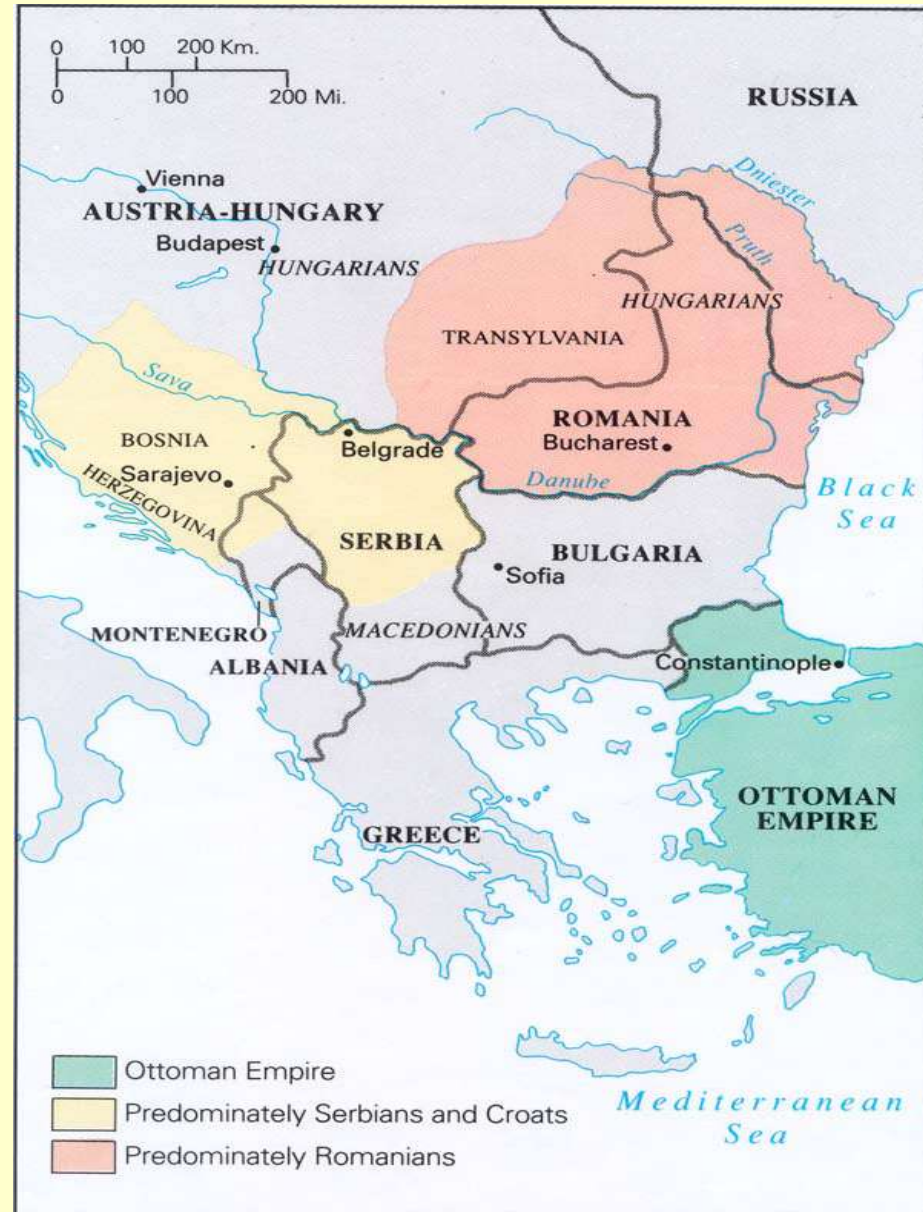 0 100 200 Km.
0 100 200 Mi.
RUSSIA
Dniester
Vienna
AUSTRIA-HUNGARY
Pruth
Budapest
HUNGARIANS
HUNGARIANS
TRANSYLVANIA
Sava
ROMANIA
BOSNIA
Belgrade
Bucharest
Sarajevo
Danube
HERZEGOVINA
Black
Sea
SERBIA
BULGARIA
Sofia
MONTENEGRO
MACEDONIANS
ALBANIA
Constantinople
OTTOMAN
EMPIRE
GREECE
Ottoman Empire
Predominately Serbians and Croats
Predominately Romanians
Mediterranean
Sea